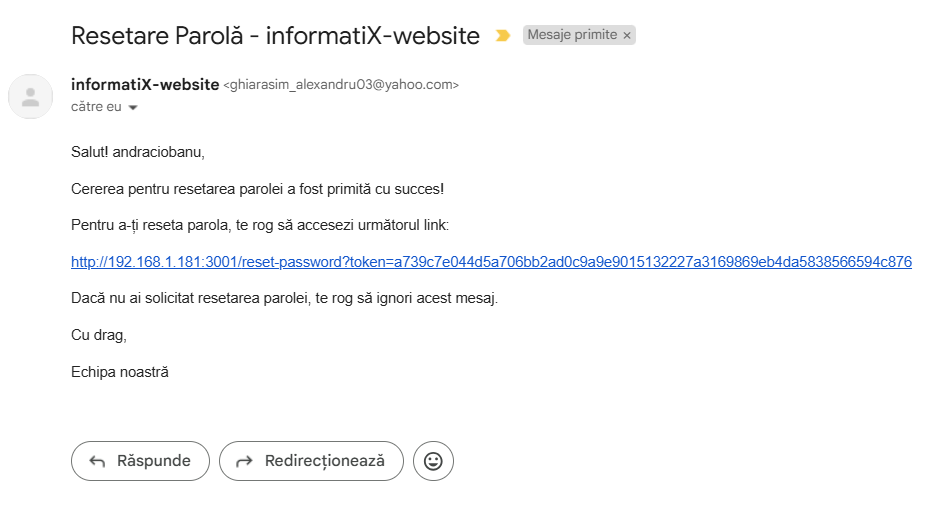 Resetare Parolă - informatiX-website Mesaje primite ×
informatiX-website <ghiarasim_alexandru03@yahoo.com>
către eu
Salut! andraciobanu,
Cererea pentru resetarea parolei a fost primită cu succes!
Pentru a-ți reseta parola, te rog să accesezi următorul link:
http://192.168.1.181:3001/reset-password?token=a739c7e044d5a706bb2ad0c9a9e9015132227a3169869eb4da5838566594c876
Dacă nu ai solicitat resetarea parolei, te rog să ignori acest mesaj.
Cu drag,
Echipa noastră
Răspunde Redirecționează